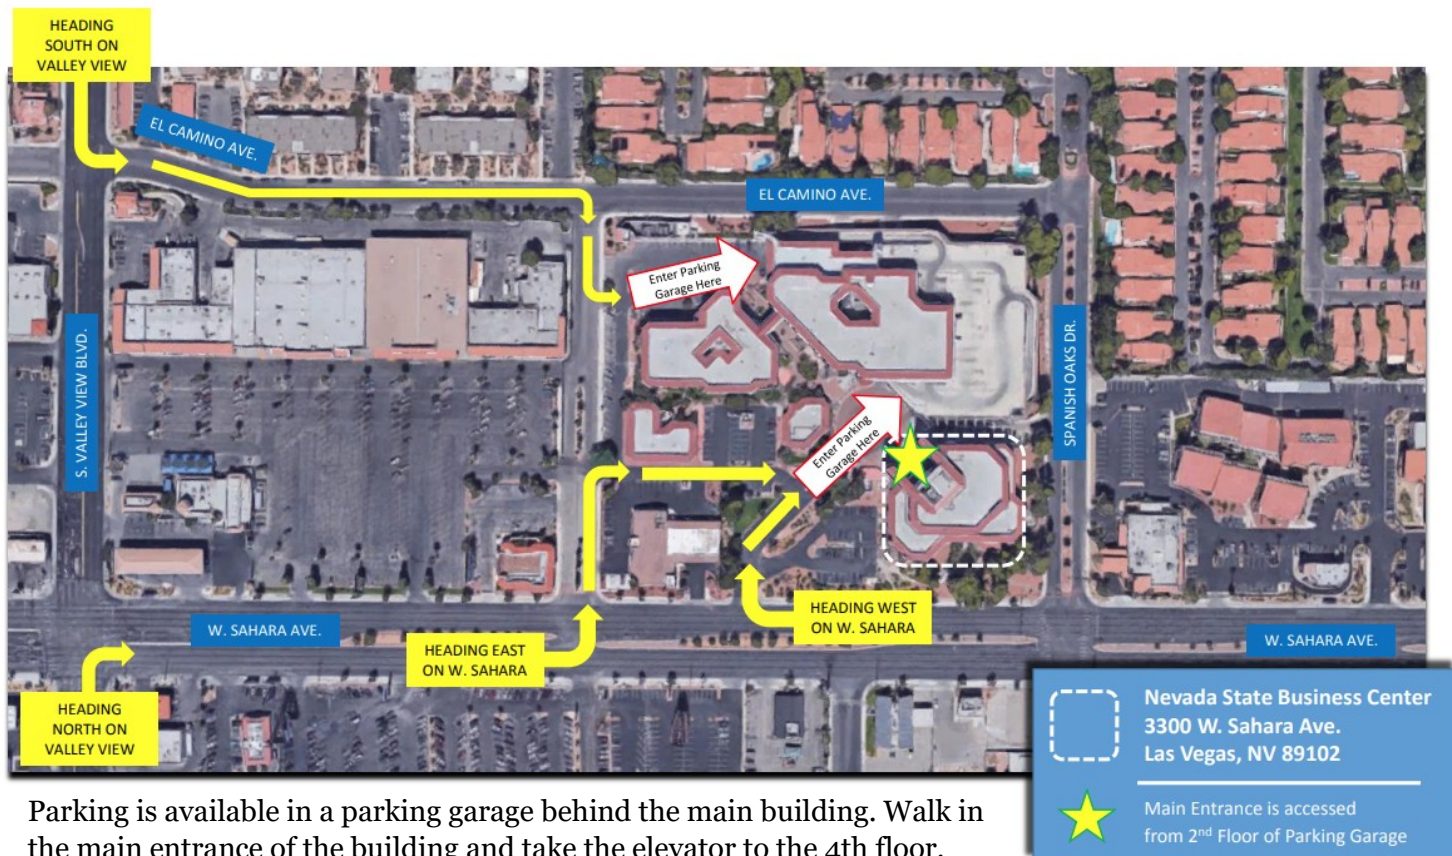 HEADING
SOUTH ON
VALLEY VIEW
EL CAMINO AVE.
EL CAMINO AVE.
Enter Parking
Garage Here
S. VALLEY VIEW BLVD.
SPANISH OAKS DR.
Enter Parking
Garage Here
HEADING WEST
ON W. SAHARA
W. SAHARA AVE.
HEADING EAST
ON W. SAHARA
W. SAHARA AVE.
HEADING
NORTH ON
VALLEY VIEW
Nevada State Business Center
3300 W. Sahara Ave.
Las Vegas, NV 89102
Main Entrance is accessed
from 2nd Floor of Parking Garage
Parking is available in a parking garage behind the main building. Walk in
the main entrance of the building and take the elevator to the 4th floor.